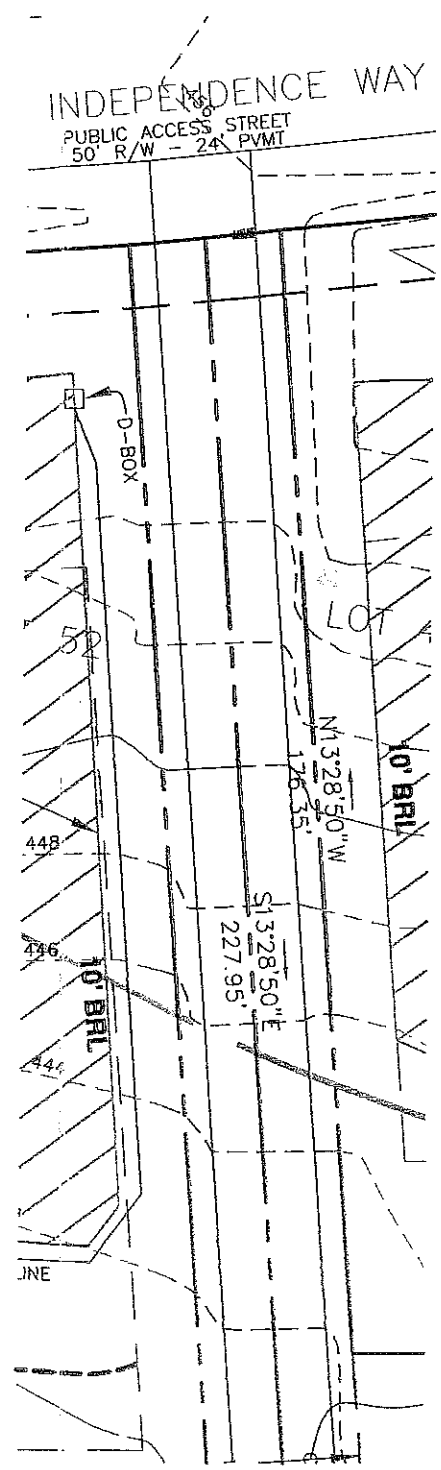 INDEPENDENCE WAY
PUBLIC ACCESS STREET
50' R/W - 24' PVMT
D-BOX
52
LOT
N13°28'50"W
176.35'
10' BRL
448
S13°28'50"E
227.95'
446
10' BRL
444
LINE